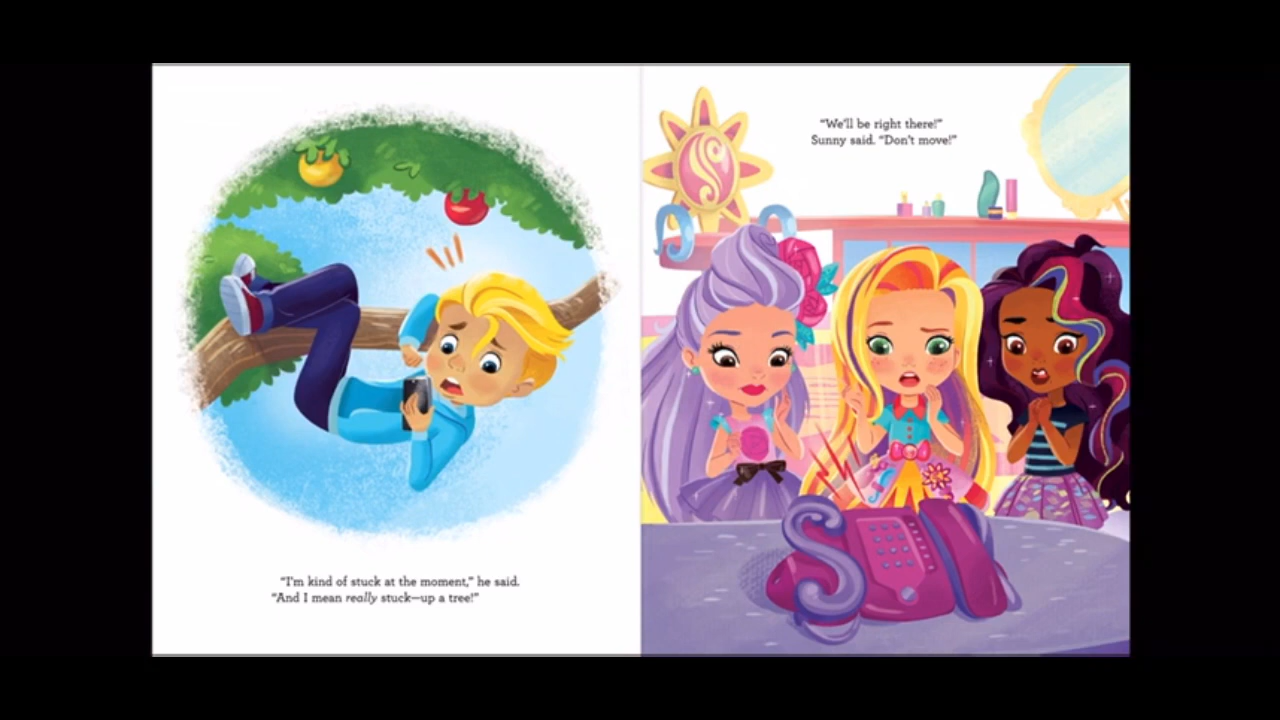 “I’m kind of stuck at the moment,” he said.
“And I mean really stuck—up a tree!”
“We’ll be right there!”
Sunny said. “Don’t move!”